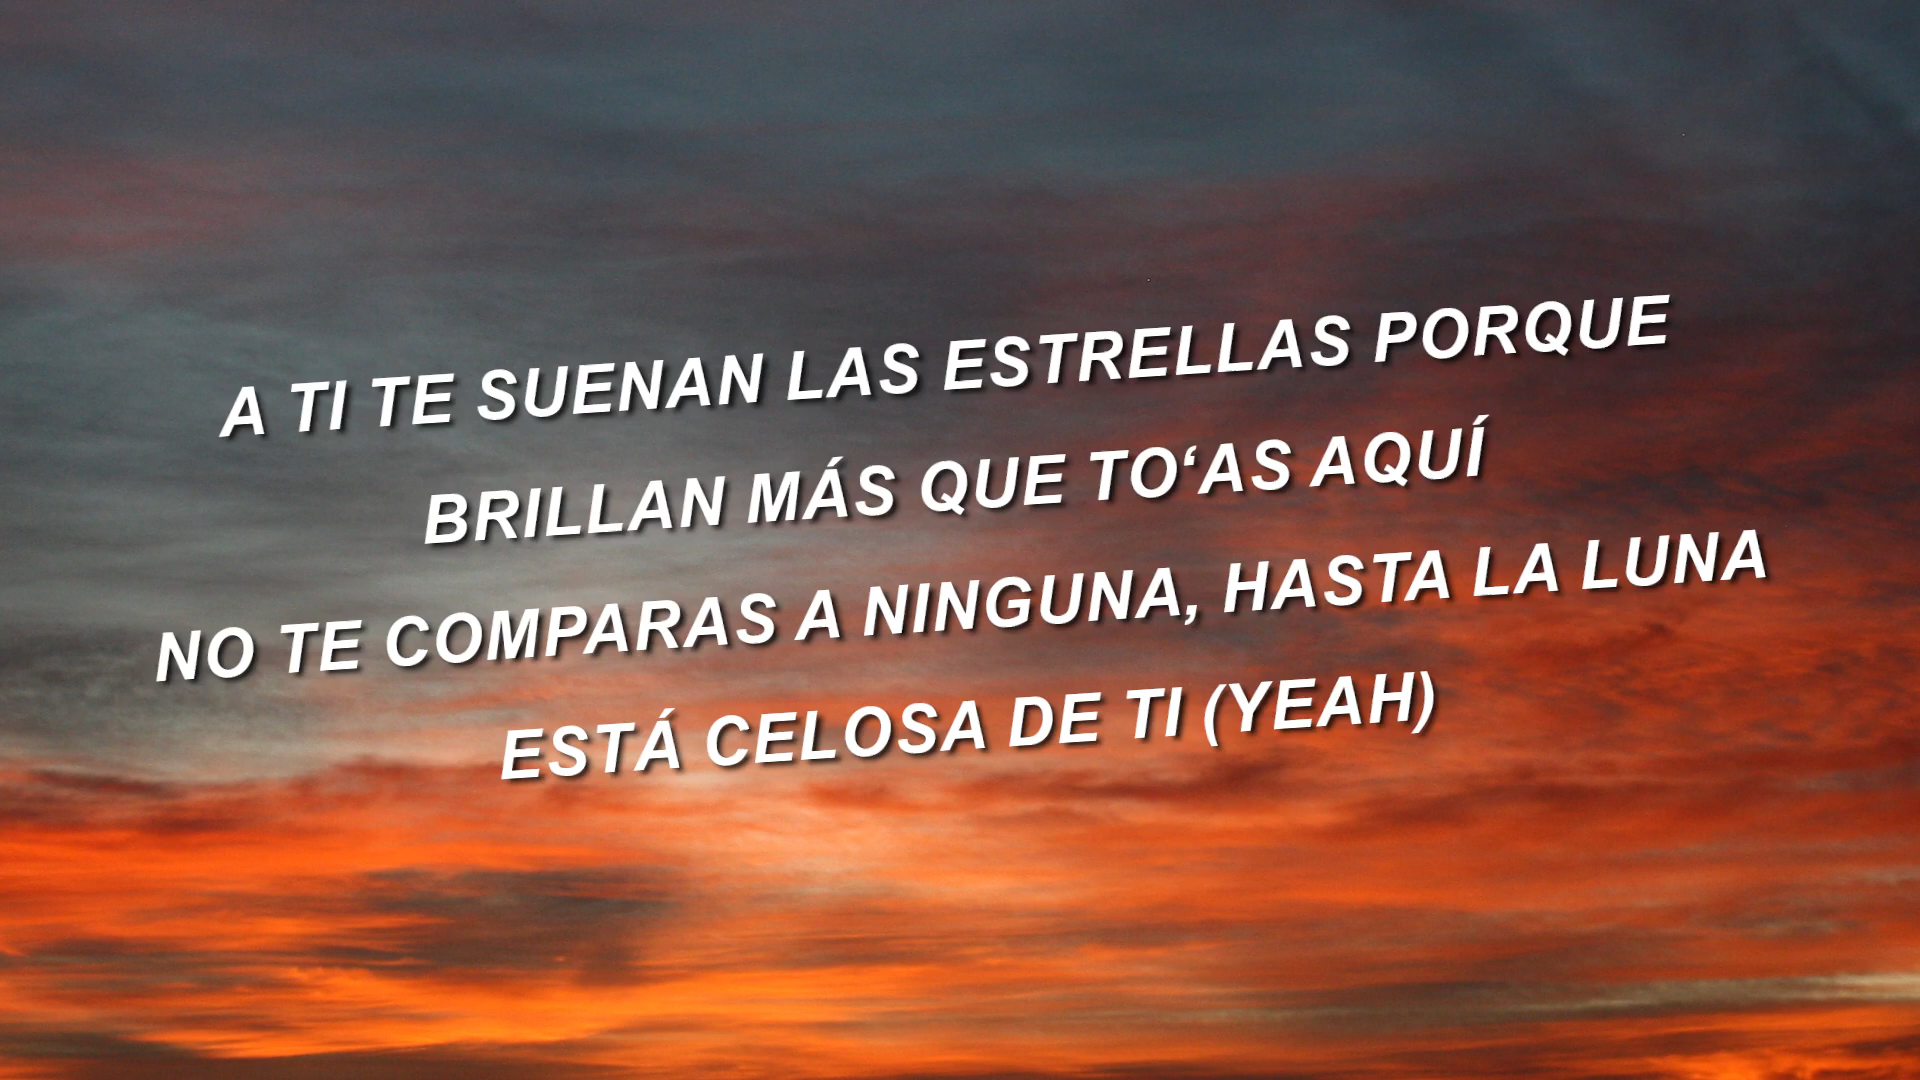 A TI TE SUENAN LAS ESTRELLAS PORQUE
BRILLAN MÁS QUE TO‘AS AQUÍ
NO TE COMPARAS A NINGUNA, HASTA LA LUNA
ESTÁ CELOSA DE TI (YEAH)